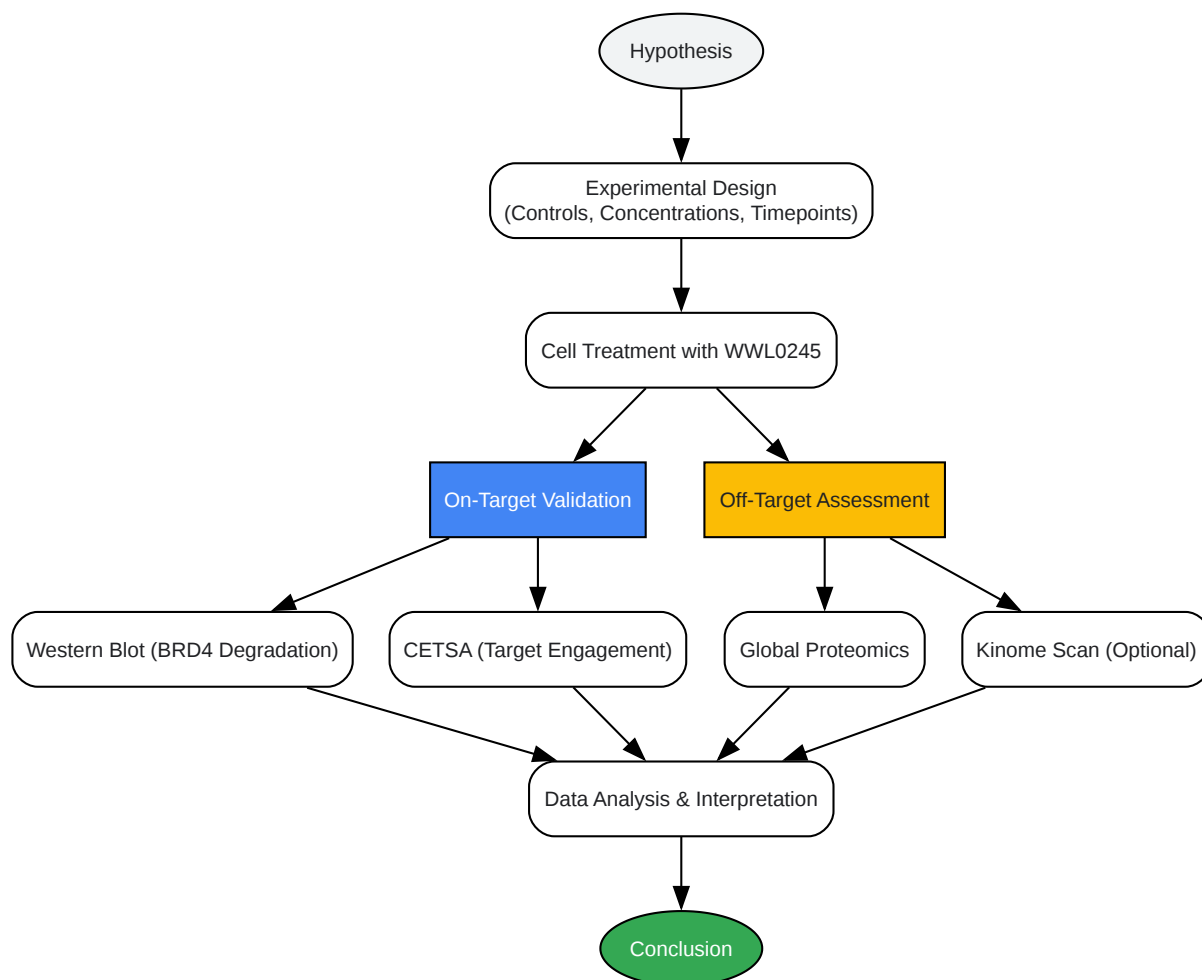 Hypothesis
Experimental Design
(Controls, Concentrations, Timepoints)
Cell Treatment with WWL0245
On-Target Validation
Off-Target Assessment
Western Blot (BRD4 Degradation)
CETSA (Target Engagement)
Global Proteomics
Kinome Scan (Optional)
Data Analysis & Interpretation
Conclusion